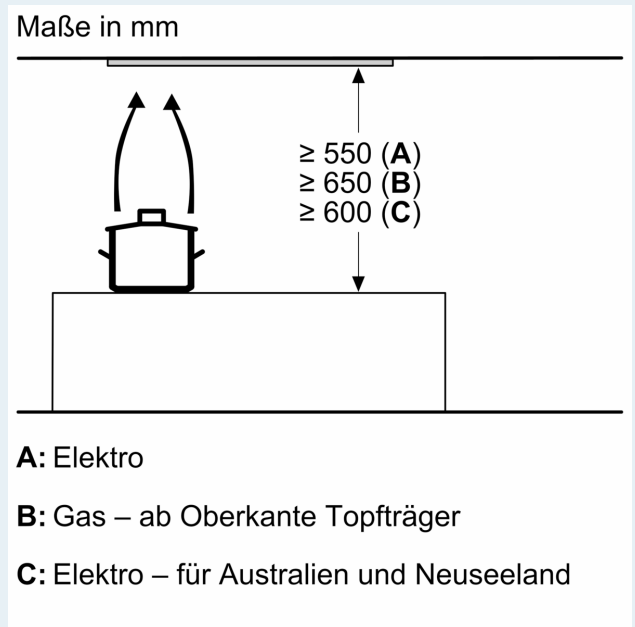 Maße in mm
≥ 550 (A)
≥ 650 (B)
≥ 600 (C)
A: Elektro
B: Gas – ab Oberkante Topfträger
C: Elektro – für Australien und Neuseeland